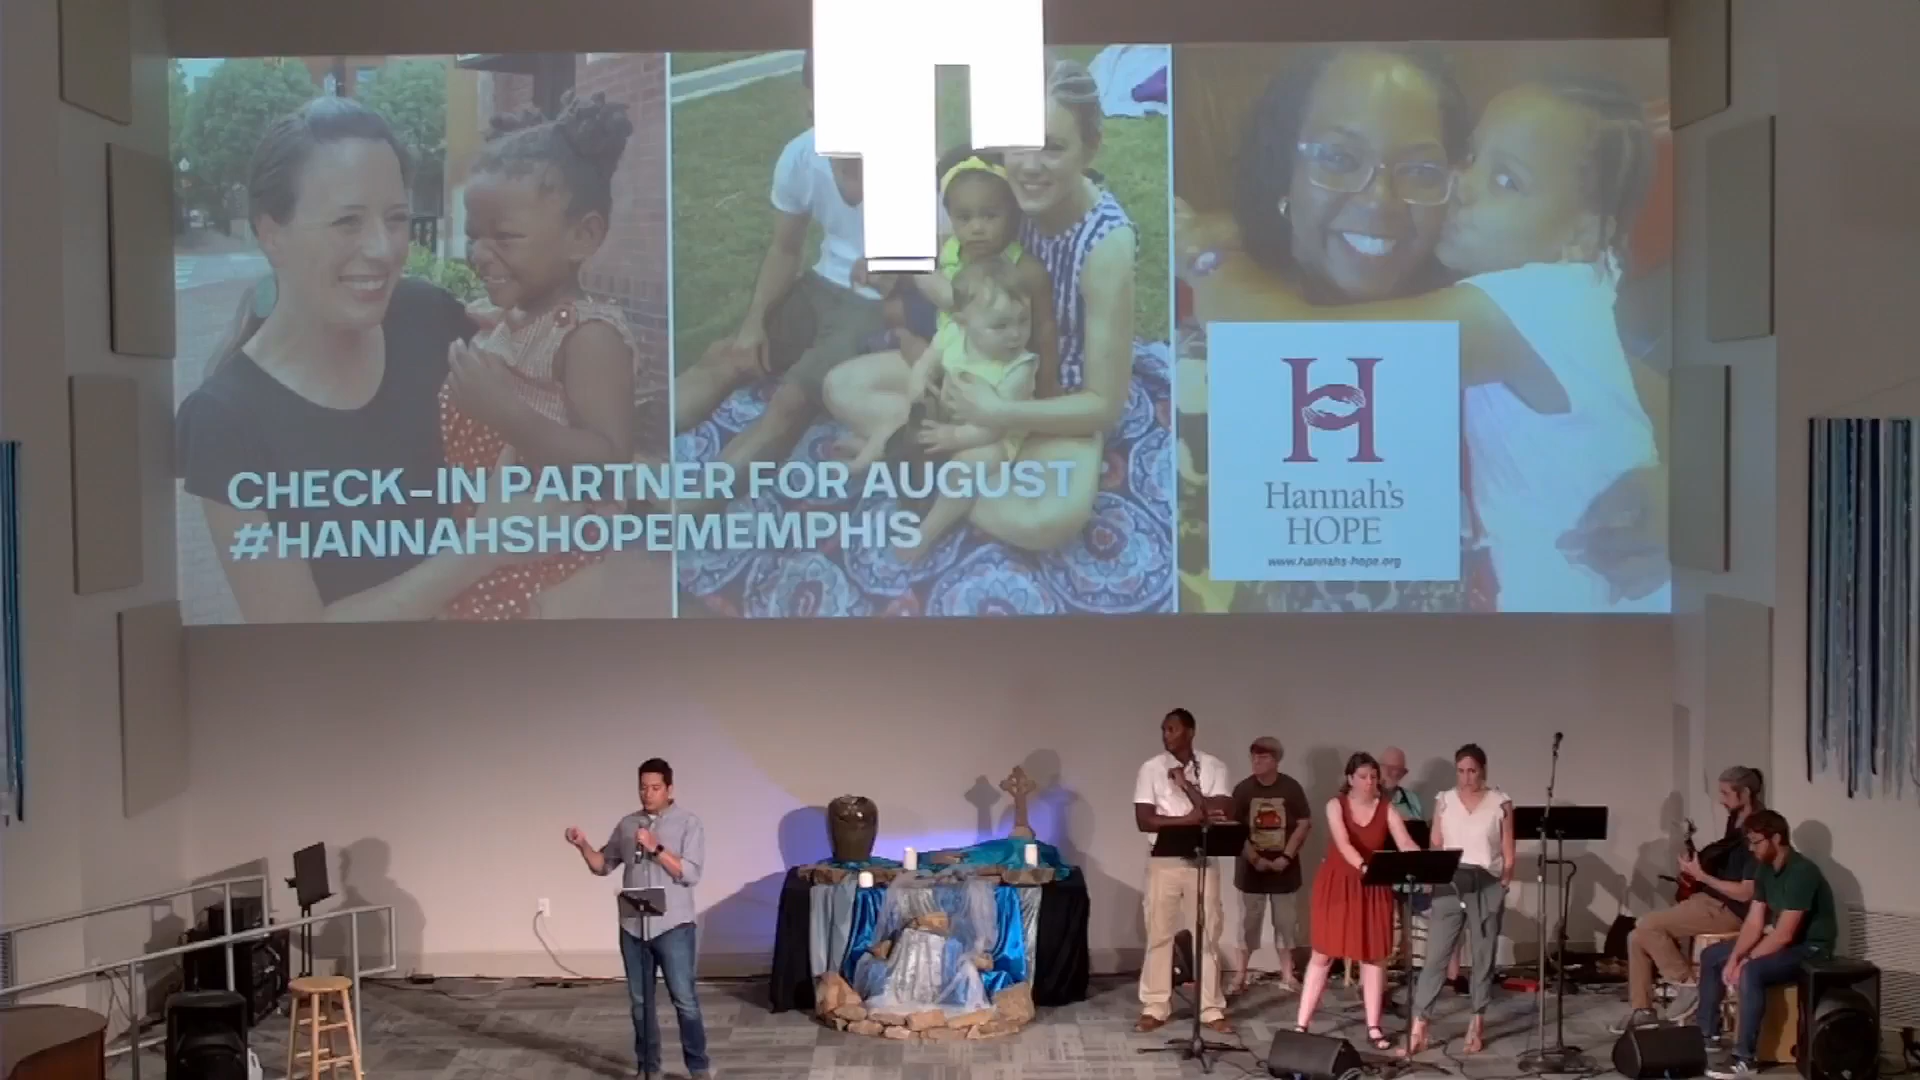 CHECK-IN PARTNER FOR AUGUST
#HANNAHSHOPEMEMPHIS
H
Hannah's
HOPE
www.hannahs-hope.org